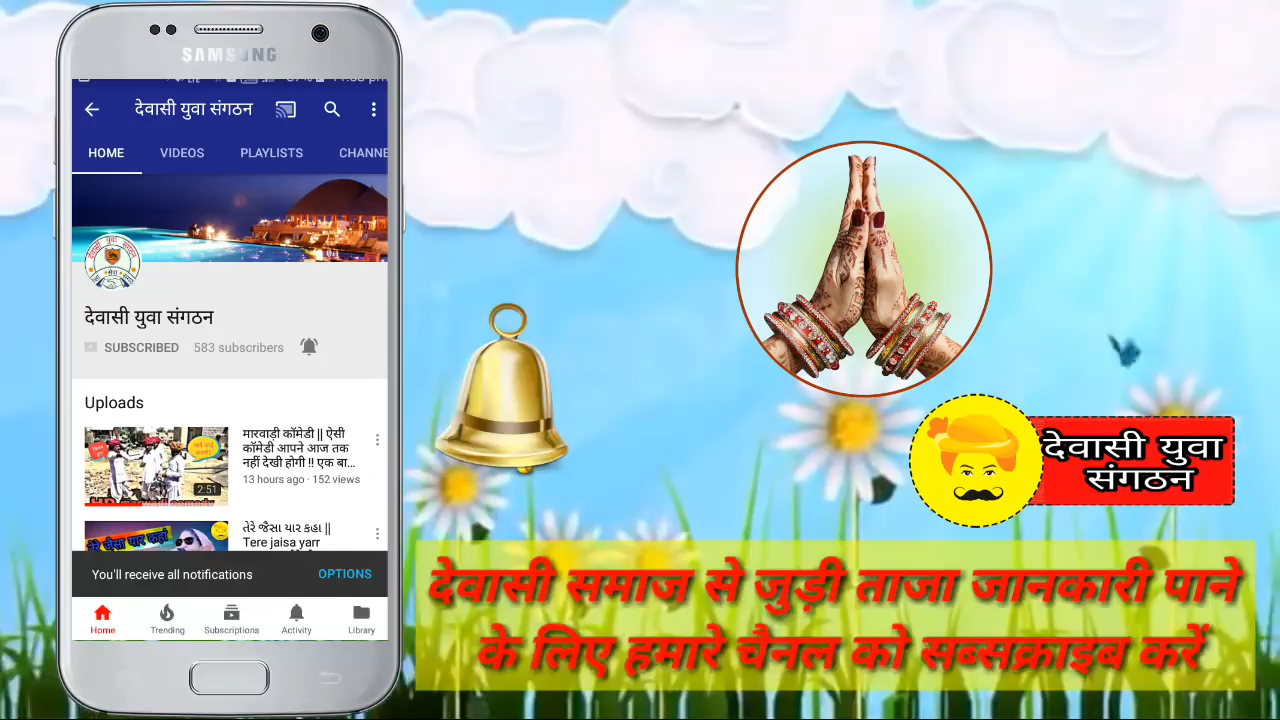 SAMSUNG
देवासी युवा संगठन
HOME VIDEOS PLAYLISTS CHANNE
देवासी युवा संगठन
SUBSCRIBED 583 subscribers
Uploads
मारवाड़ी कॉमेडी || ऐसी
कॉमेडी आपने आज तक
नहीं देखी होगी !! एक बा...
13 hours ago · 152 views
2:51
તેરે જૈસા યાર કહા ||
Tere jaisa yarr
You'll receive all notifications OPTIONS
Home Trending Subscriptions Activity Library
देवासी युवा
संगठन
देवासी समाज से जुड़ी ताजा जानकारी पाने
के लिए हमारे चैनल को सब्सक्राइब करें